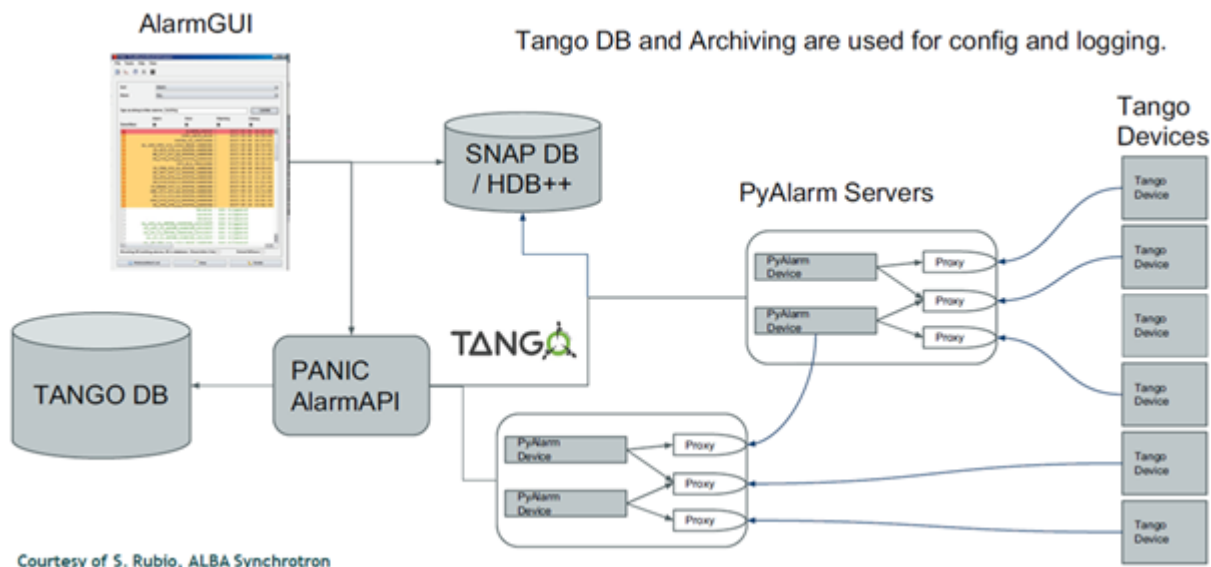 AlarmGUI
Tango DB and Archiving are used for config and logging.
SNAP DB
/ HDB++
PyAlarm Servers
Tango
Devices
Tango
Device
Tango
Device
Tango
Device
Tango
Device
Tango
Device
Tango
Device
PyAlarm
Device
PyAlarm
Device
Proxy
Proxy
Proxy
TANGO
TANGO DB
PANIC
AlarmAPI
PyAlarm
Device
PyAlarm
Device
Proxy
Proxy
Proxy
Courtesy of S. Rubio, ALBA Synchrotron